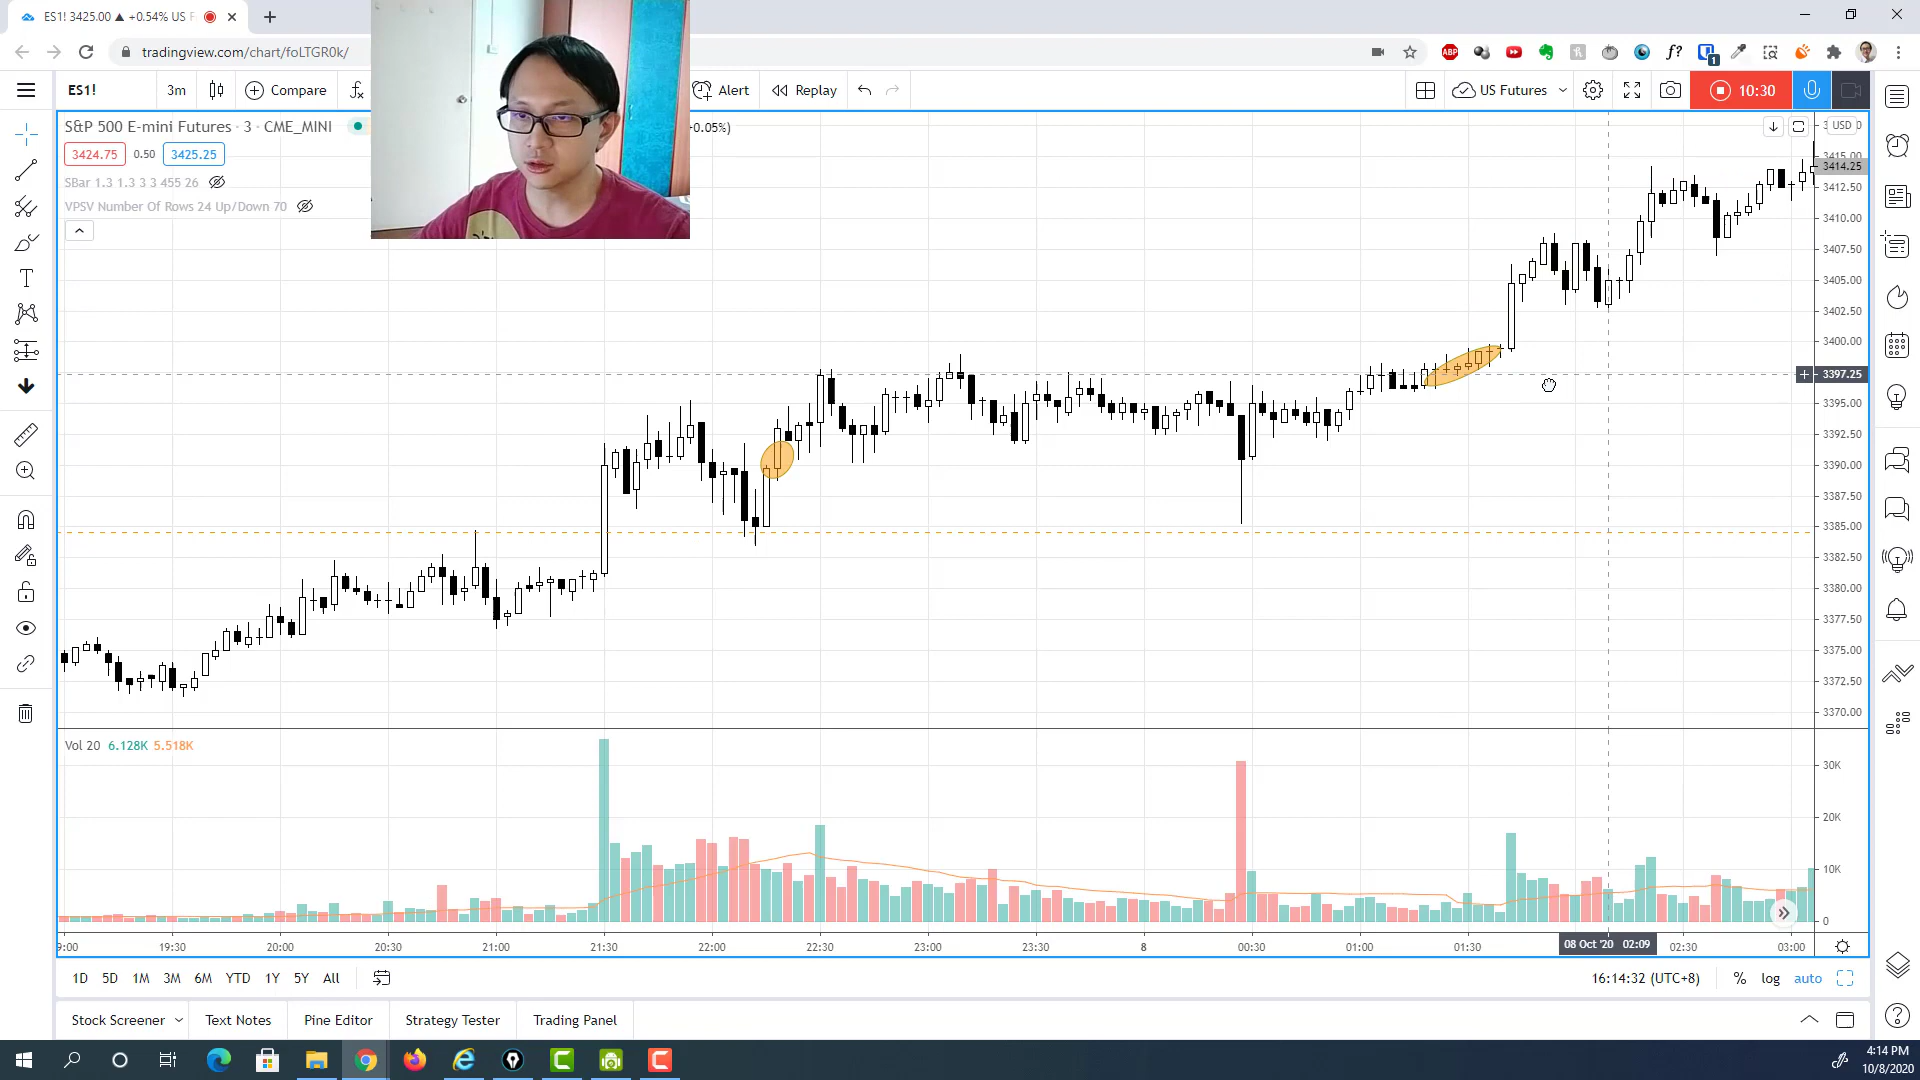 ES1! 3425.00 ▲ +0.54% US F
tradingview.com/chart/foLTGR0k/
ES1!
3m
Compare
Alert
Replay
US Futures
10:30
S&P 500 E-mini Futures · 3 · CME_MINI
0.05%)
3424.75 0.50 3425.25
SBar 1.3 1.3 3 3 455 26
VPSV Number Of Rows 24 Up/Down 70
USD
3415.00
3414.25
3412.50
3410.00
3407.50
3405.00
3402.50
3400.00
3397.25
3395.00
3392.50
3390.00
3387.50
3385.00
3382.50
3380.00
3377.50
3375.00
3372.50
3370.00
Vol 20 6.128K 5.518K
30K
20K
10K
0
9:00 19:30 20:00 20:30 21:00 21:30 22:00 22:30 23:00 23:30 8 00:30 01:00 01:30 08 Oct '20 02:09 02:30 03:00
1D 5D 1M 3M 6M YTD 1Y 5Y All
16:14:32 (UTC+8) % log auto
Stock Screener Text Notes Pine Editor Strategy Tester Trading Panel
4:14 PM
10/8/2020